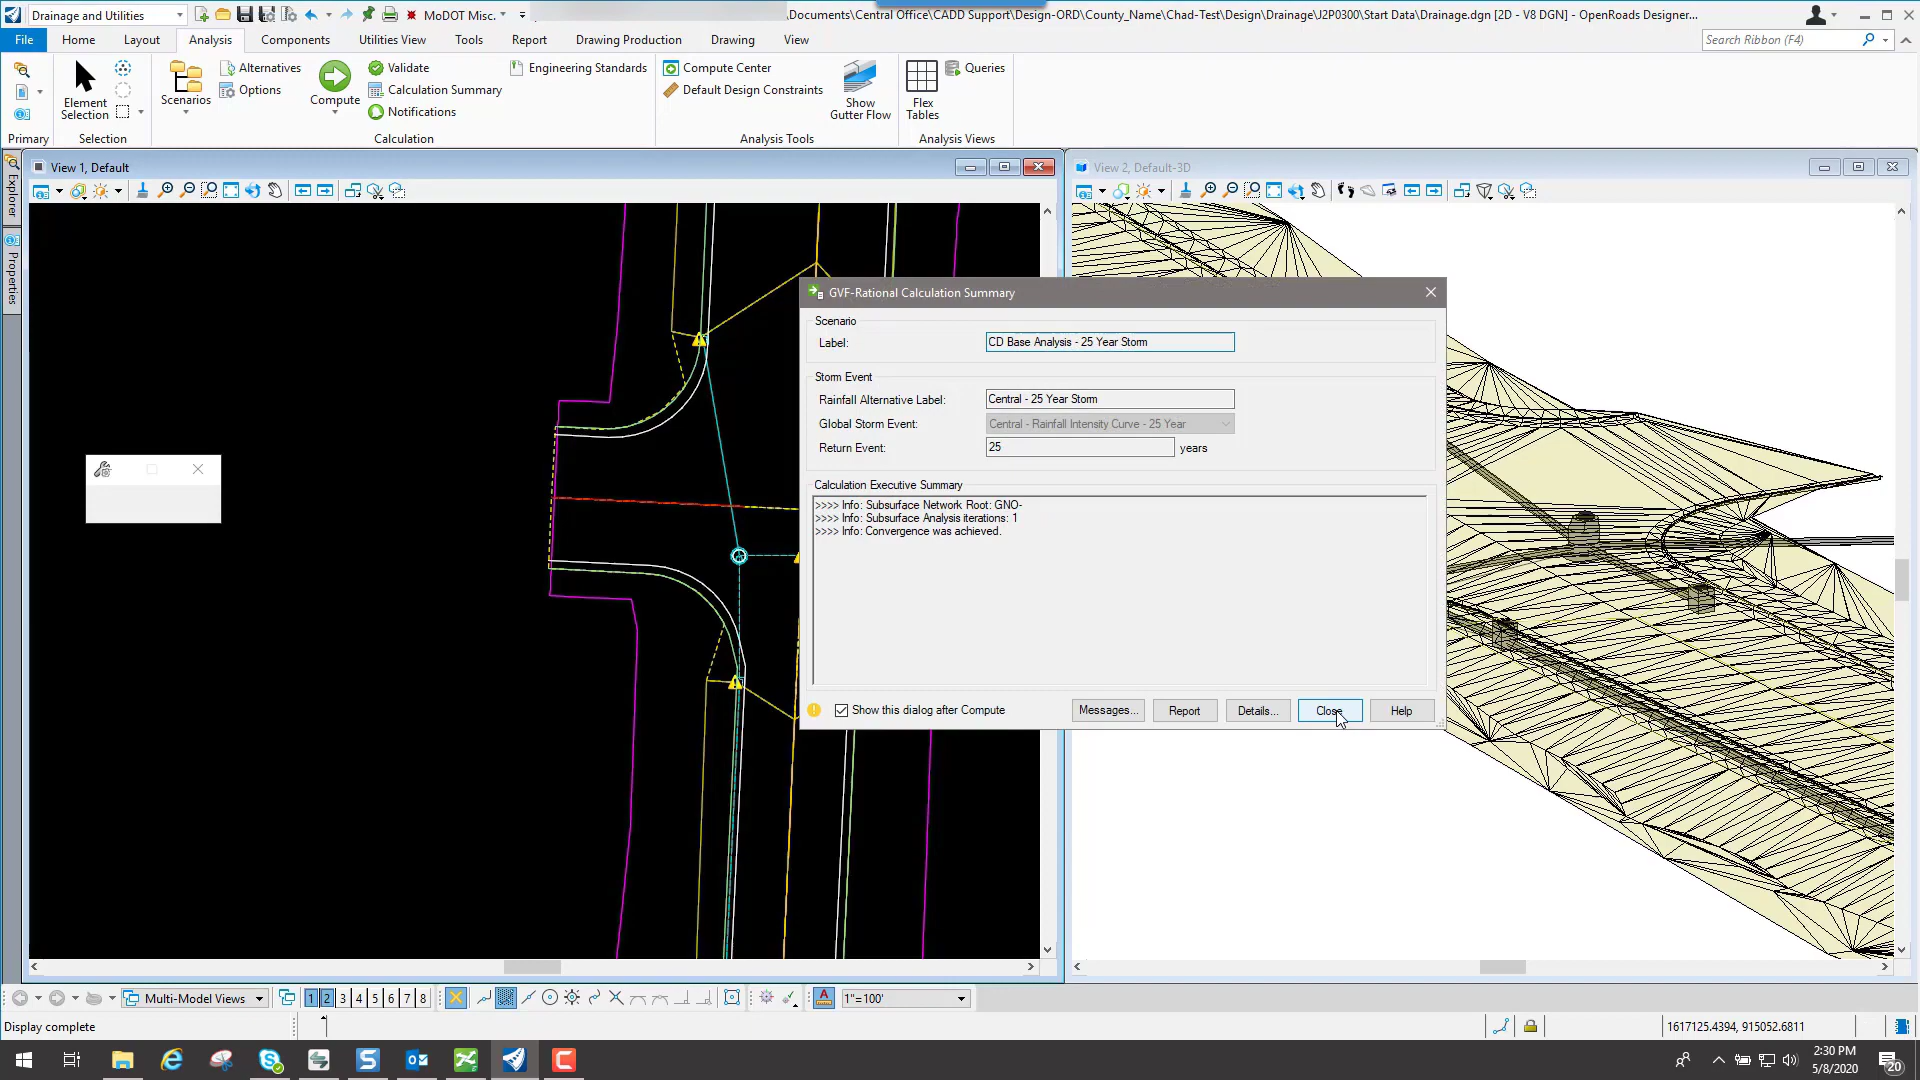 Drainage and Utilities
MoDOT Misc.
\Documents\Central Office\CADD Support\Design-ORD\County_Name\Chad-Test\Design\Drainage\J2P0300\Start Data\Drainage.dgn [2D - V8 DGN] - OpenRoads Designer...
File Home Layout Analysis Components Utilities View Tools Report Drawing Production Drawing View
Search Ribbon (F4)
Element Selection
Scenarios
Alternatives
Options
Compute
Validate
Calculation Summary
Notifications
Engineering Standards
Compute Center
Default Design Constraints
Show Gutter Flow
Flex Tables
Queries
Primary Selection Calculation Analysis Tools Analysis Views
Explorer
Properties
View 1, Default
View 2, Default-3D
GVF-Rational Calculation Summary
Scenario
Label: CD Base Analysis - 25 Year Storm
Storm Event
Rainfall Alternative Label: Central - 25 Year Storm
Global Storm Event: Central - Rainfall Intensity Curve - 25 Year
Return Event: 25 years
Calculation Executive Summary
>>>> Info: Subsurface Network Root: GNO-
>>>> Info: Subsurface Analysis iterations: 1
>>>> Info: Convergence was achieved.
Show this dialog after Compute
Messages... Report Details... Close Help
Multi-Model Views 1 2 3 4 5 6 7 8
1"=100'
Display complete
1617125.4394, 915052.6811
2:30 PM
5/8/2020
20